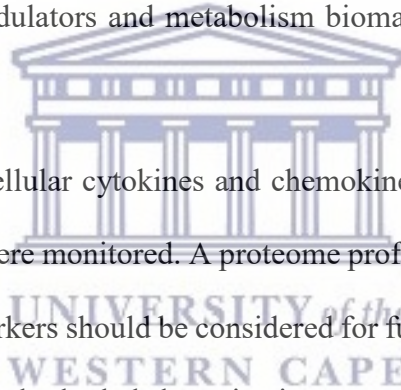 dulators and metabolism bioma
ellular cytokines and chemokine
ere monitored. A proteome prof
UNIVERSITY of the
rkers should be considered for fu
WESTERN CAPE